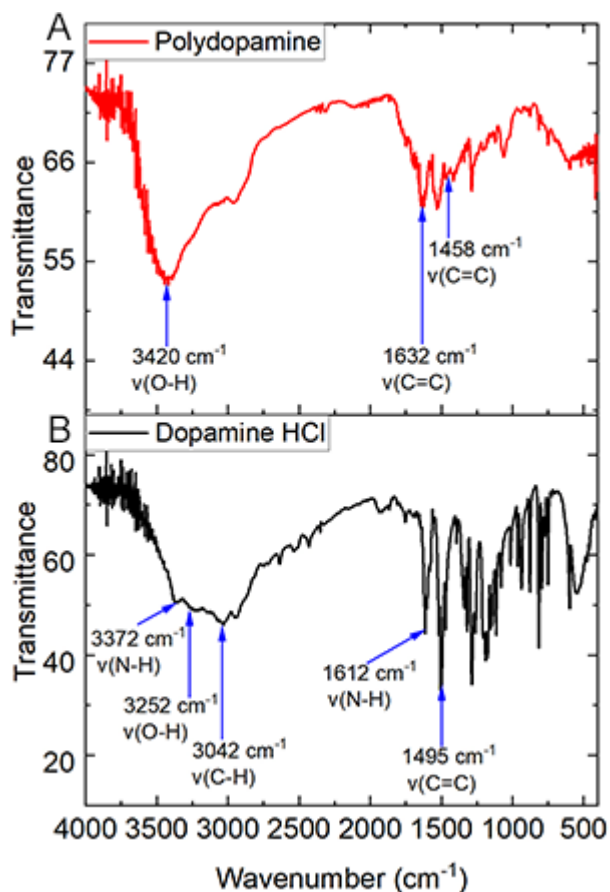 A
Polydopamine
77
66
55
44
Transmittance
3420 cm⁻¹
ν(O-H)
1632 cm⁻¹
ν(C=C)
1458 cm⁻¹
ν(C=C)
B
Dopamine HCl
80
60
40
20
Transmittance
3372 cm⁻¹
ν(N-H)
3252 cm⁻¹
ν(O-H)
3042 cm⁻¹
ν(C-H)
1612 cm⁻¹
ν(N-H)
1495 cm⁻¹
ν(C=C)
4000 3500 3000 2500 2000 1500 1000 500
Wavenumber (cm⁻¹)